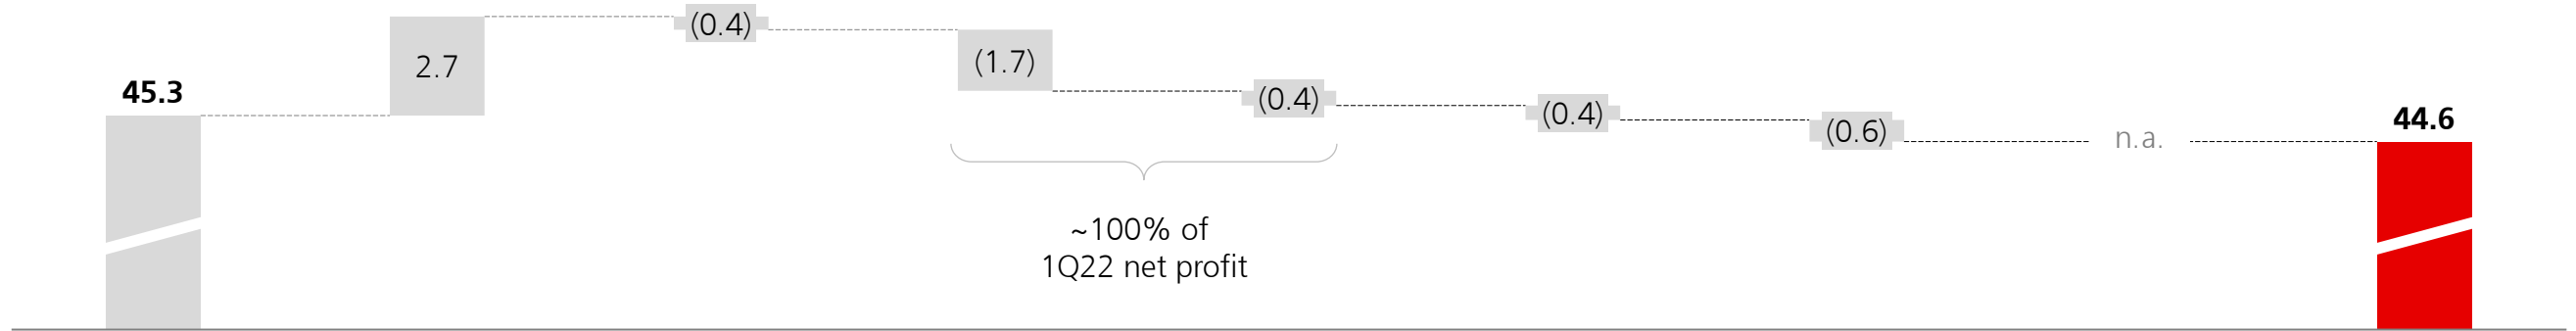 45.3
2.7
(0.4)
(1.7)
(0.4)
(0.4)
(0.6)
n.a.
44.6
~100% of
1Q22 net profit